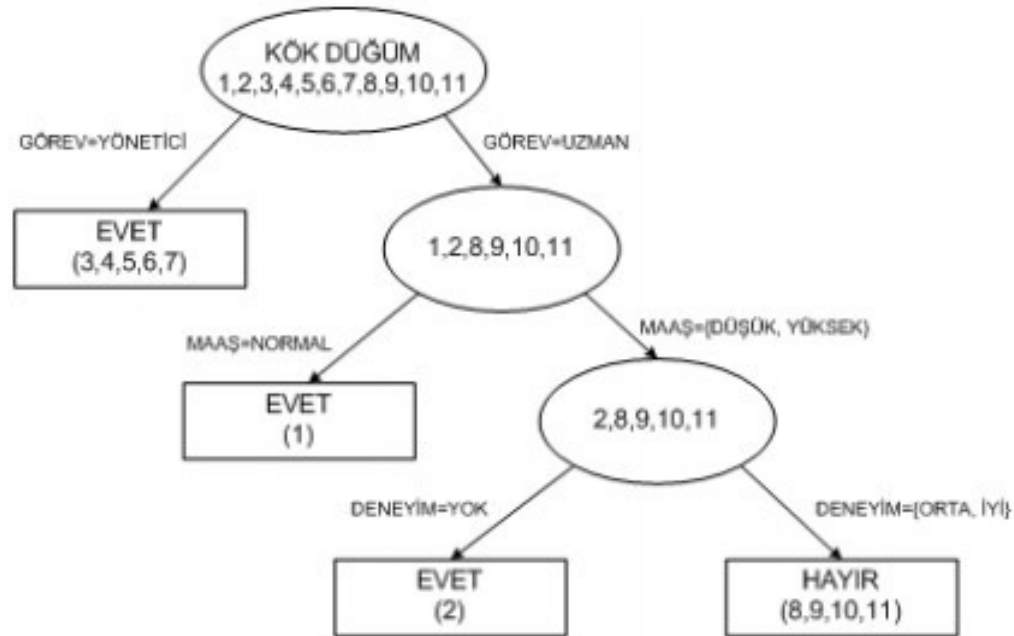 KÖK DÜĞÜM
1,2,3,4,5,6,7,8,9,10,11
GÖREV=YÖNETİCİ
GÖREV=UZMAN
EVET
(3,4,5,6,7)
1,2,8,9,10,11
MAAŞ=NORMAL
MAAŞ={DÜŞÜK, YÜKSEK}
EVET
(1)
2,8,9,10,11
DENEYİM=YOK
DENEYİM={ORTA, İYİ}
EVET
(2)
HAYIR
(8,9,10,11)